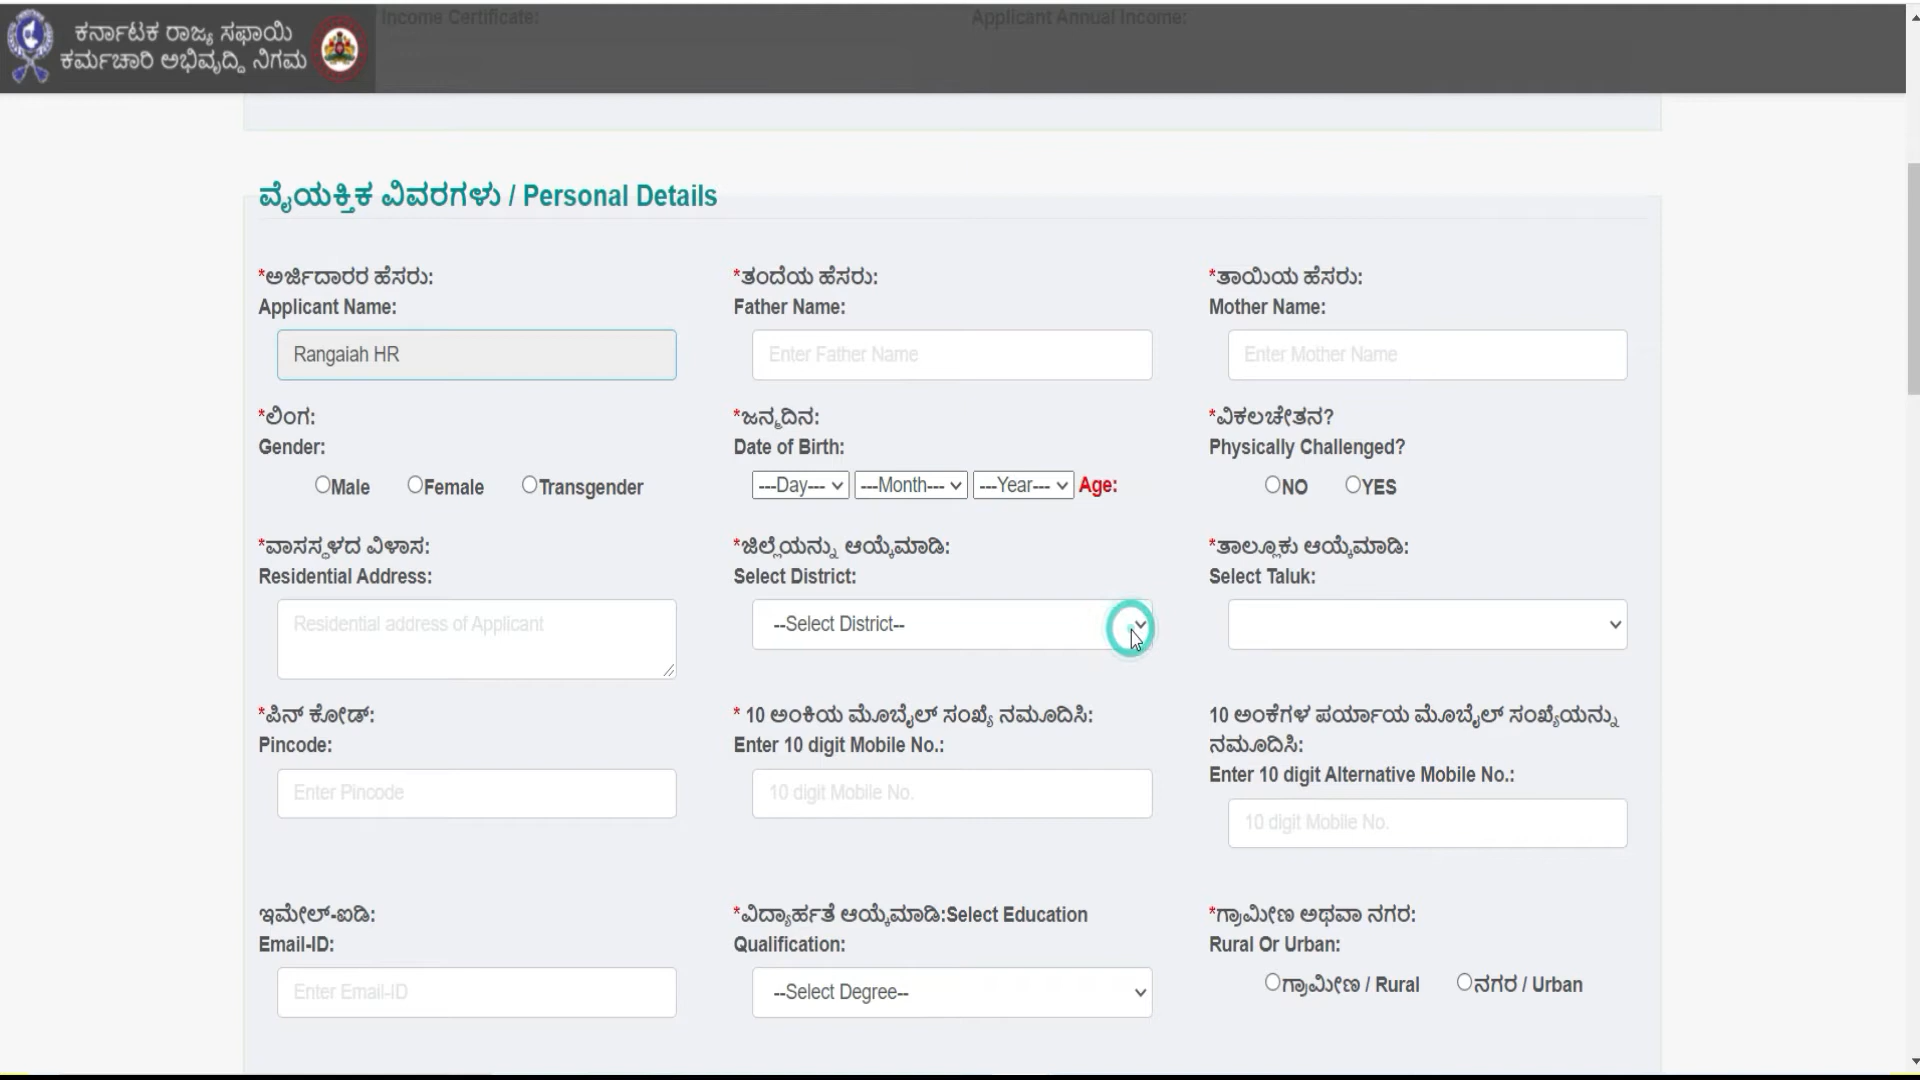 ಕರ್ನಾಟಕ ರಾಜ್ಯ ಸಫಾಯಿ
ಕರ್ಮಚಾರಿ ಅಭಿವೃದ್ಧಿ ನಿಗಮ
Income Certificate:
Applicant Annual Income:
ವೈಯಕ್ತಿಕ ವಿವರಗಳು / Personal Details
*ಅರ್ಜಿದಾರರ ಹೆಸರು:
Applicant Name:
Rangaiah HR
*ತಂದೆಯ ಹೆಸರು:
Father Name:
Enter Father Name
*ತಾಯಿಯ ಹೆಸರು:
Mother Name:
Enter Mother Name
*ಲಿಂಗ:
Gender:
Male Female Transgender
*ಜನ್ಮದಿನ:
Date of Birth:
---Day--- ---Month--- ---Year--- Age:
*ವಿಕಲಚೇತನ?
Physically Challenged?
NO YES
*ವಾಸಸ್ಥಳದ ವಿಳಾಸ:
Residential Address:
Residential address of Applicant
*ಜಿಲ್ಲೆಯನ್ನು ಆಯ್ಕೆಮಾಡಿ:
Select District:
--Select District--
*ತಾಲ್ಲೂಕು ಆಯ್ಕೆಮಾಡಿ:
Select Taluk:
*ಪಿನ್ ಕೋಡ್:
Pincode:
Enter Pincode
* 10 ಅಂಕಿಯ ಮೊಬೈಲ್ ಸಂಖ್ಯೆ ನಮೂದಿಸಿ:
Enter 10 digit Mobile No.:
10 digit Mobile No.
10 ಅಂಕೆಗಳ ಪರ್ಯಾಯ ಮೊಬೈಲ್ ಸಂಖ್ಯೆಯನ್ನು
ನಮೂದಿಸಿ:
Enter 10 digit Alternative Mobile No.:
10 digit Mobile No.
ಇಮೇಲ್-ಐಡಿ:
Email-ID:
Enter Email-ID
*ವಿದ್ಯಾರ್ಹತೆ ಆಯ್ಕೆಮಾಡಿ:Select Education
Qualification:
--Select Degree--
*ಗ್ರಾಮೀಣ ಅಥವಾ ನಗರ:
Rural Or Urban:
ಗ್ರಾಮೀಣ / Rural ನಗರ / Urban